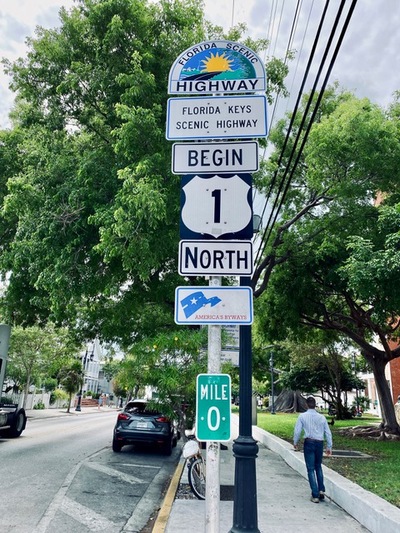 FLORIDA SCENIC
HIGHWAY
FLORIDA KEYS
SCENIC HIGHWAY
BEGIN
1
NORTH
AMERICA'S BYWAYS
MILE
0